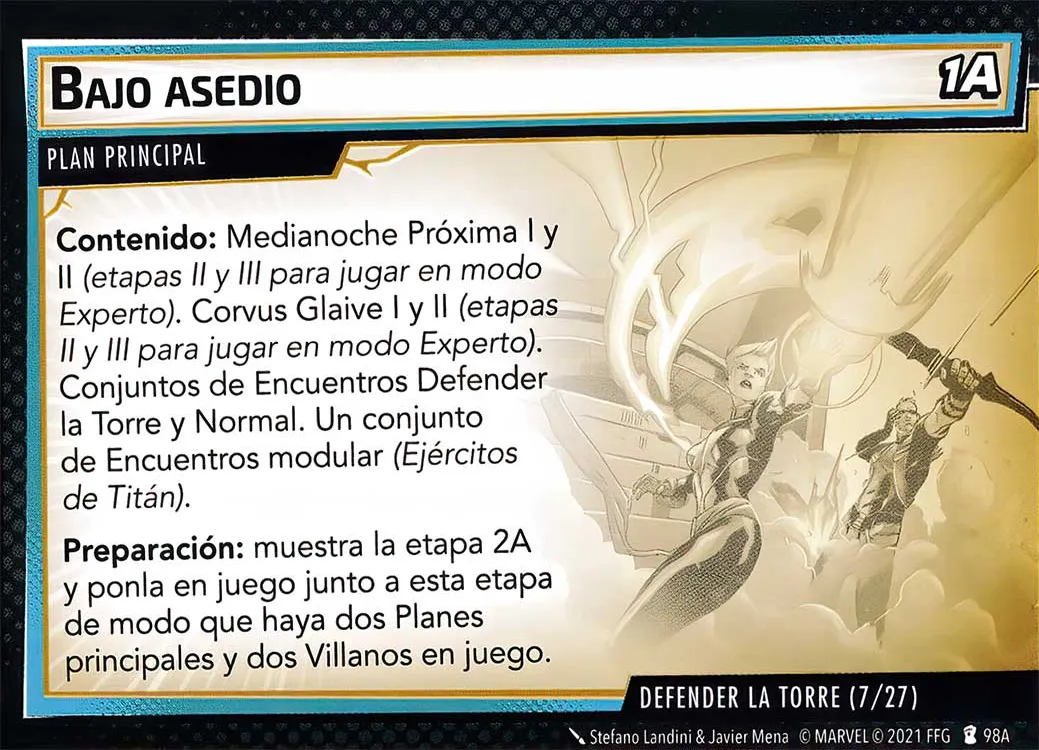 BAJO ASEDIO
1A
PLAN PRINCIPAL
Contenido: Medianoche Próxima I y
II (etapas II y III para jugar en modo
Experto). Corvus Glaive I y II (etapas
II y III para jugar en modo Experto).
Conjuntos de Encuentros Defender
la Torre y Normal. Un conjunto
de Encuentros modular (Ejércitos
de Titán).
Preparación: muestra la etapa 2A
y ponla en juego junto a esta etapa
de modo que haya dos Planes
principales y dos Villanos en juego.
DEFENDER LA TORRE (7/27)
Stefano Landini & Javier Mena © MARVEL © 2021 FFG 98A